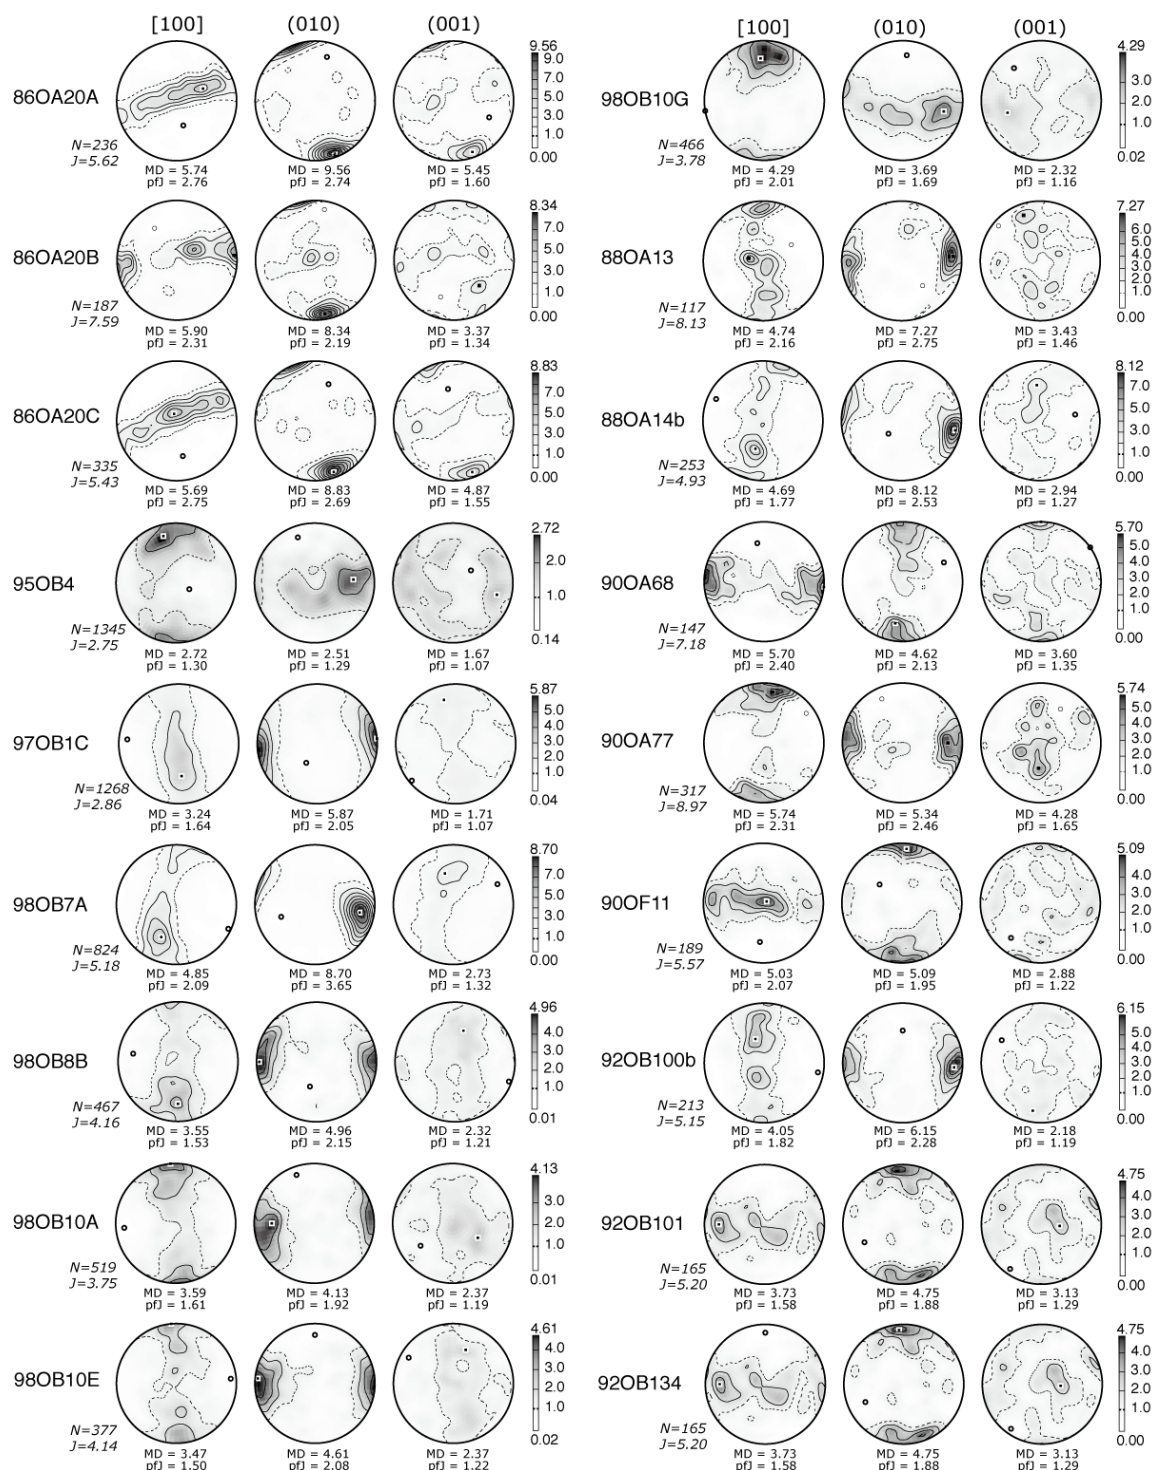 [100] (010) (001)
9.56
9.0
7.0
5.0
3.0
1.0
0.00
86OA20A
N=236
J=5.62
MD = 5.74 MD = 9.56 MD = 5.45
pfJ = 2.76 pfJ = 2.74 pfJ = 1.60
8.34
7.0
5.0
3.0
1.0
0.00
86OA20B
N=187
J=7.59
MD = 5.90 MD = 8.34 MD = 3.37
pfJ = 2.31 pfJ = 2.19 pfJ = 1.34
8.83
7.0
5.0
3.0
1.0
0.00
86OA20C
N=335
J=5.43
MD = 5.69 MD = 8.83 MD = 4.87
pfJ = 2.75 pfJ = 2.69 pfJ = 1.55
2.72
2.0
1.0
0.14
95OB4
N=1345
J=2.75
MD = 2.72 MD = 2.51 MD = 1.67
pfJ = 1.30 pfJ = 1.29 pfJ = 1.07
5.87
5.0
4.0
3.0
2.0
1.0
0.04
97OB1C
N=1268
J=2.86
MD = 3.24 MD = 5.87 MD = 1.71
pfJ = 1.64 pfJ = 2.05 pfJ = 1.07
8.70
7.0
5.0
3.0
1.0
0.00
98OB7A
N=824
J=5.18
MD = 4.85 MD = 8.70 MD = 2.73
pfJ = 2.09 pfJ = 3.65 pfJ = 1.32
4.96
4.0
3.0
2.0
1.0
0.01
98OB8B
N=467
J=4.16
MD = 3.55 MD = 4.96 MD = 2.32
pfJ = 1.53 pfJ = 2.15 pfJ = 1.21
4.13
3.0
2.0
1.0
0.01
98OB10A
N=519
J=3.75
MD = 3.59 MD = 4.13 MD = 2.37
pfJ = 1.61 pfJ = 1.92 pfJ = 1.19
4.61
4.0
3.0
2.0
1.0
0.02
98OB10E
N=377
J=4.14
MD = 3.47 MD = 4.61 MD = 2.37
pfJ = 1.50 pfJ = 2.08 pfJ = 1.22
[100] (010) (001)
4.29
3.0
2.0
1.0
0.02
98OB10G
N=466
J=3.78
MD = 4.29 MD = 3.69 MD = 2.32
pfJ = 2.01 pfJ = 1.69 pfJ = 1.16
7.27
6.0
5.0
4.0
3.0
2.0
1.0
0.00
88OA13
N=117
J=8.13
MD = 4.74 MD = 7.27 MD = 3.43
pfJ = 2.16 pfJ = 2.75 pfJ = 1.46
8.12
7.0
5.0
3.0
1.0
0.00
88OA14b
N=253
J=4.93
MD = 4.69 MD = 8.12 MD = 2.94
pfJ = 1.77 pfJ = 2.53 pfJ = 1.27
5.70
5.0
4.0
3.0
2.0
1.0
0.00
90OA68
N=147
J=7.18
MD = 5.70 MD = 4.62 MD = 3.60
pfJ = 2.40 pfJ = 2.13 pfJ = 1.35
5.74
5.0
4.0
3.0
2.0
1.0
0.00
90OA77
N=317
J=8.97
MD = 5.74 MD = 5.34 MD = 4.28
pfJ = 2.31 pfJ = 2.46 pfJ = 1.65
5.09
4.0
3.0
2.0
1.0
0.00
90OF11
N=189
J=5.57
MD = 5.03 MD = 5.09 MD = 2.88
pfJ = 2.07 pfJ = 1.95 pfJ = 1.22
6.15
5.0
4.0
3.0
2.0
1.0
0.00
92OB100b
N=213
J=5.15
MD = 4.05 MD = 6.15 MD = 2.18
pfJ = 1.82 pfJ = 2.28 pfJ = 1.19
4.75
4.0
3.0
2.0
1.0
0.00
92OB101
N=165
J=5.20
MD = 3.73 MD = 4.75 MD = 3.13
pfJ = 1.58 pfJ = 1.88 pfJ = 1.29
4.75
4.0
3.0
2.0
1.0
0.00
92OB134
N=165
J=5.20
MD = 3.73 MD = 4.75 MD = 3.13
pfJ = 1.58 pfJ = 1.88 pfJ = 1.29